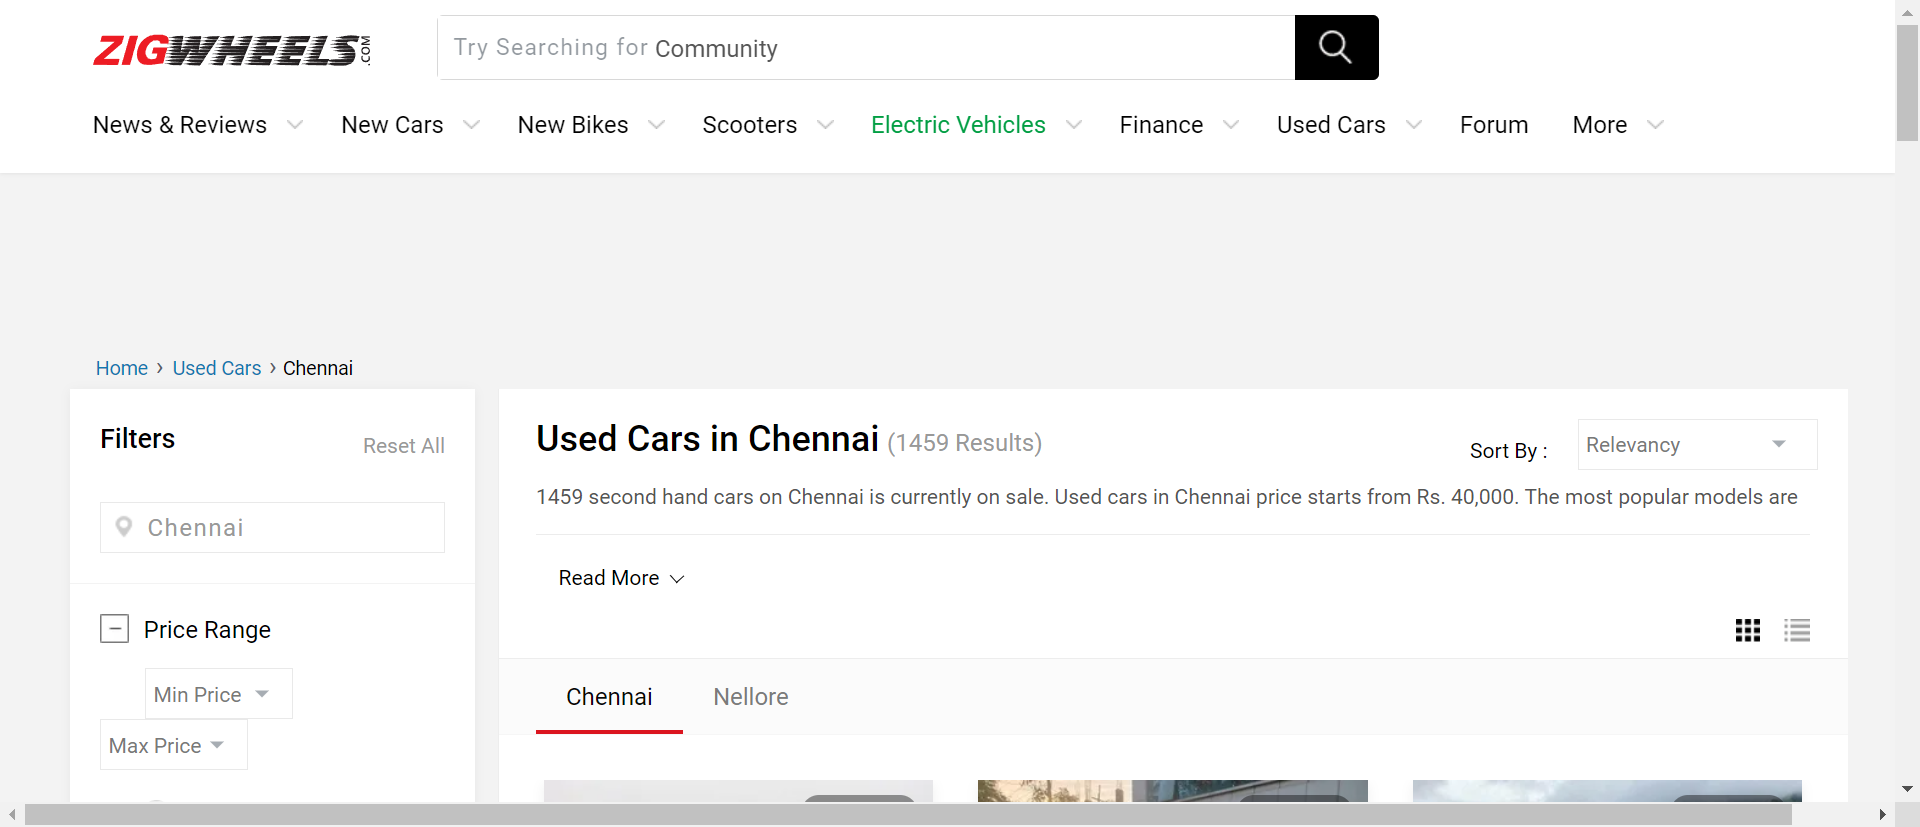 ZIGWHEELS.COM
Try Searching for Community
News & Reviews New Cars New Bikes Scooters Electric Vehicles Finance Used Cars Forum More
Home › Used Cars › Chennai
Filters
Reset All
Chennai
Price Range
Min Price
Max Price
Used Cars in Chennai (1459 Results)
Sort By :
Relevancy
1459 second hand cars on Chennai is currently on sale. Used cars in Chennai price starts from Rs. 40,000. The most popular models are
Read More
Chennai Nellore